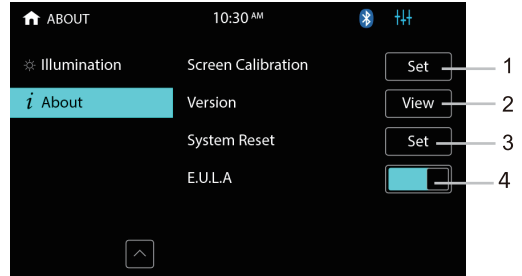 ABOUT 10:30 AM
Illumination Screen Calibration Set 1
i About Version View 2
System Reset Set 3
E.U.L.A 4